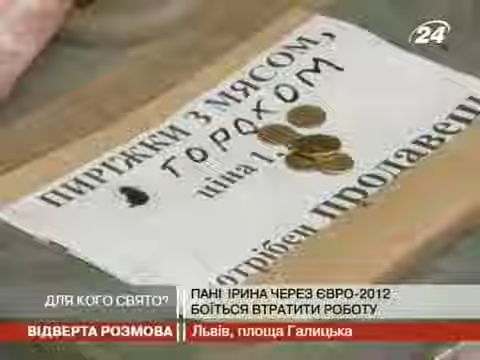 24
ПИРІЖКИ З МЯСОМ,
ГОРОХОМ
ціна 1.
отрібен продавець
ДЛЯ КОГО СВЯТО?
ПАНІ ІРИНА ЧЕРЕЗ ЄВРО-2012
БОЇТЬСЯ ВТРАТИТИ РОБОТУ
ВІДВЕРТА РОЗМОВА
Львів, площа Галицька